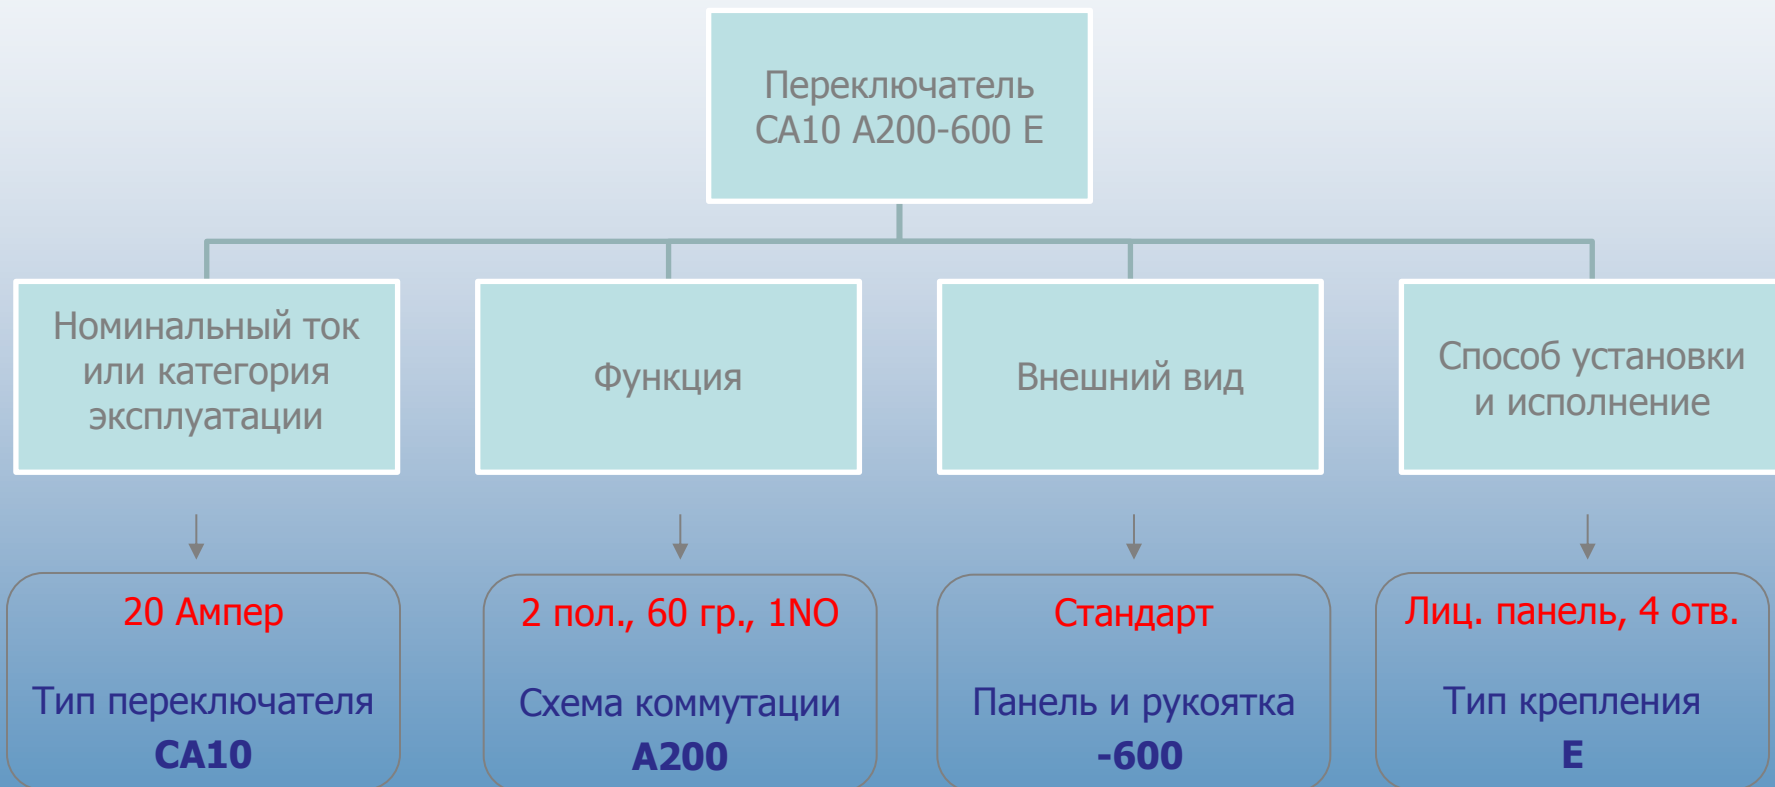 Переключатель
CA10 A200-600 E
Номинальный ток
или категория
эксплуатации
Функция
Внешний вид
Способ установки
и исполнение
20 Ампер
Тип переключателя
CA10
2 пол., 60 гр., 1NO
Схема коммутации
A200
Стандарт
Панель и рукоятка
-600
Лиц. панель, 4 отв.
Тип крепления
E